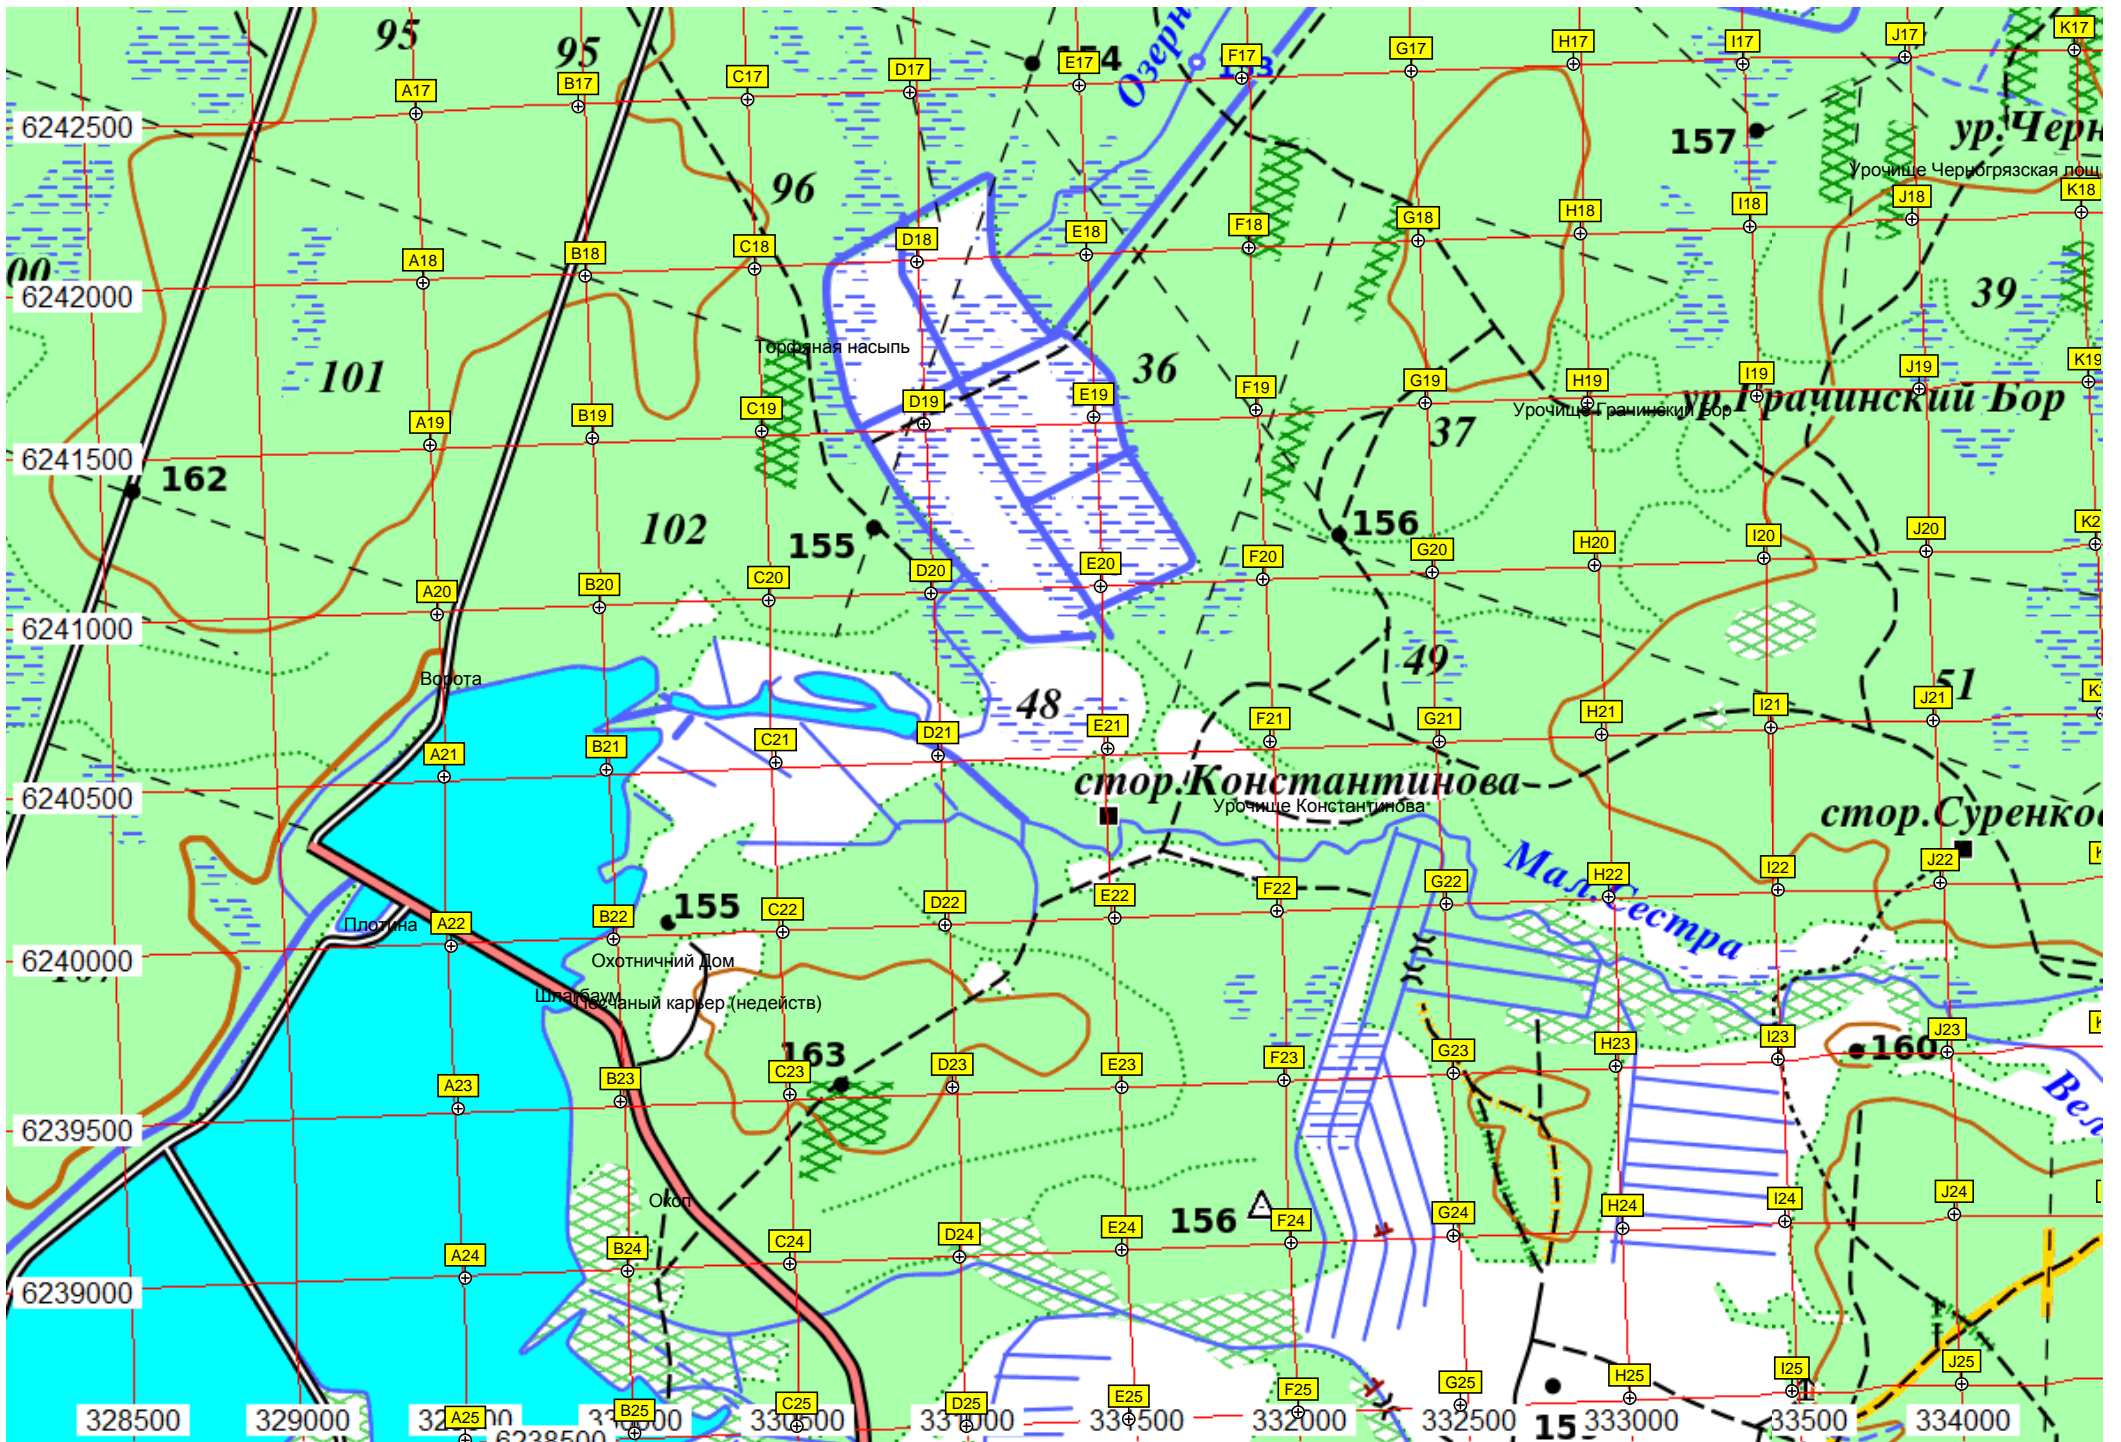 95
95
C17
D17
154
E17
Озерн
F17
G17
H17
I17
J17
K17
A17
B17
6242500
157
ур.Черн
Урочище Черногрязская лощ
96
A18
B18
C18
D18
E18
F18
G18
H18
I18
J18
K18
00
6242000
39
Торфяная насыпь
101
36
A19
B19
C19
D19
E19
F19
G19
H19
I19
J19
K19
Урочище Грачинский Бор
ур.Грачинский Бор
37
6241500
162
102
155
156
A20
B20
C20
D20
E20
F20
G20
H20
I20
J20
K2
6241000
Ворота
48
49
51
A21
B21
C21
D21
E21
F21
G21
H21
I21
J21
6240500
стор.Константинова
Урочище Константинова
стор.Суренко
Мал.Сестра
A22
B22
C22
D22
E22
F22
G22
H22
I22
J22
155
Плотина
6240000
Охотничий Дом
Шлагбаум
Песчаный карьер (недейств)
163
160
Вел
A23
B23
C23
D23
E23
F23
G23
H23
I23
J23
6239500
Окоп
156
A24
B24
C24
D24
E24
F24
G24
H24
I24
J24
6239000
A25
B25
C25
D25
E25
F25
G25
H25
I25
J25
328500
329000
332000
332500
333000
333500
334000
6238500